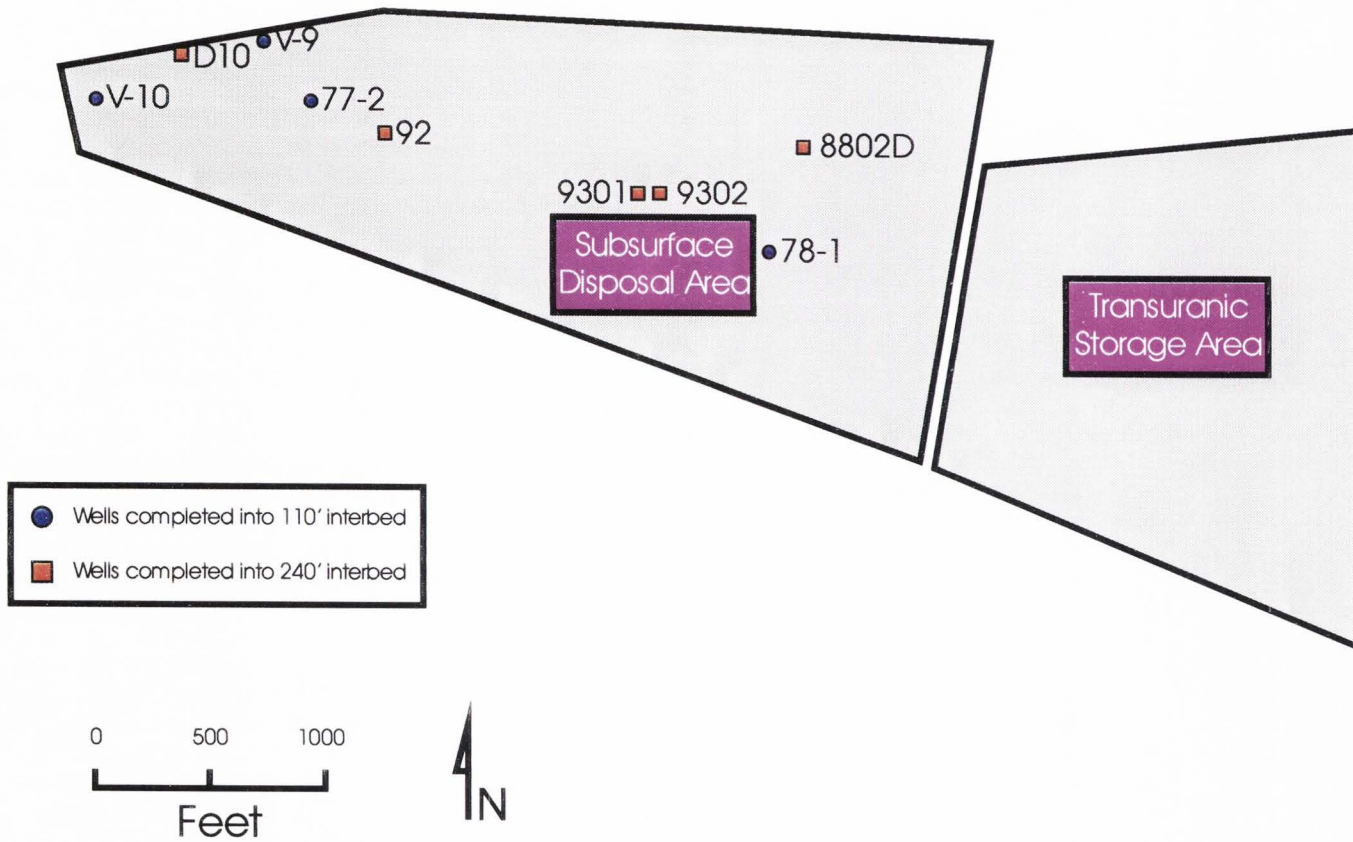 V-9
D10
V-10
77-2
92
8802D
9301
9302
Subsurface
Disposal Area
78-1
Transuranic
Storage Area
Wells completed into 110' interbed
Wells completed into 240' interbed
0 500 1000
Feet
N